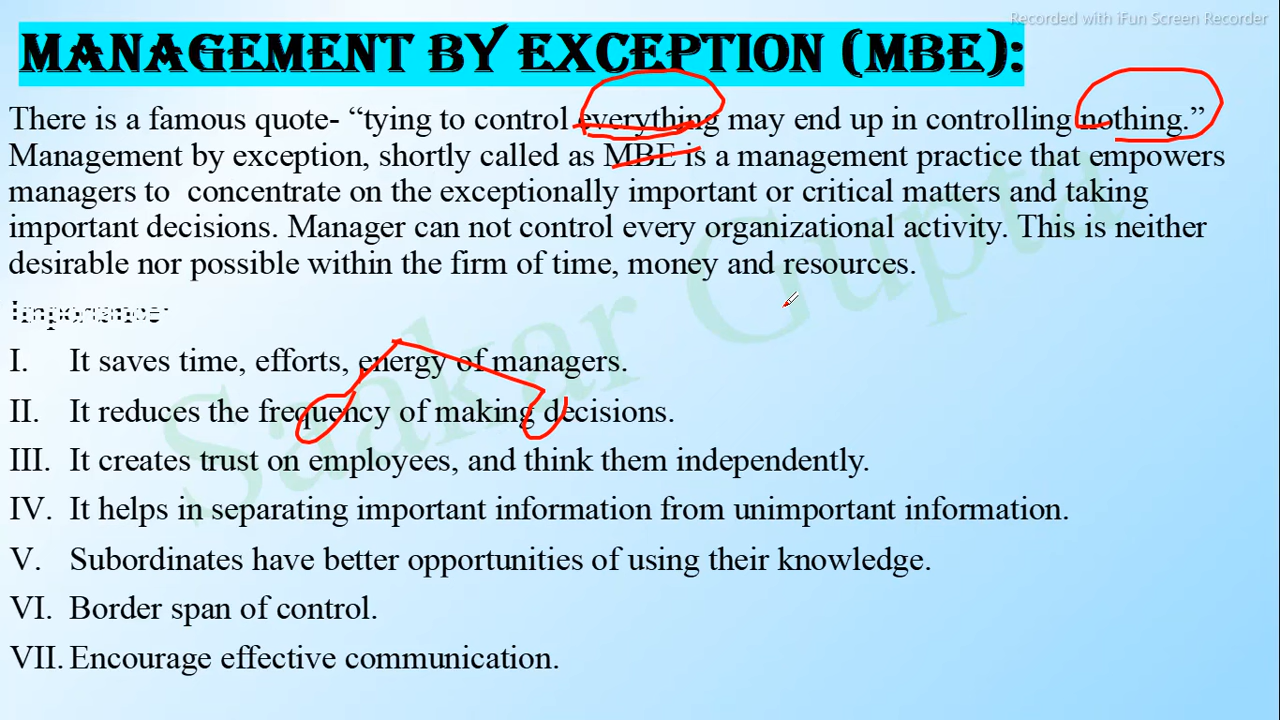 Recorded with iFun Screen Recorder
MANAGEMENT BY EXCEPTION (MBE):
There is a famous quote- “tying to control everything may end up in controlling nothing.”
Management by exception, shortly called as MBE is a management practice that empowers
managers to concentrate on the exceptionally important or critical matters and taking
important decisions. Manager can not control every organizational activity. This is neither
desirable nor possible within the firm of time, money and resources.
I. It saves time, efforts, energy of managers.
II. It reduces the frequency of making decisions.
III. It creates trust on employees, and think them independently.
IV. It helps in separating important information from unimportant information.
V. Subordinates have better opportunities of using their knowledge.
VI. Border span of control.
VII. Encourage effective communication.
Saakar Gupta